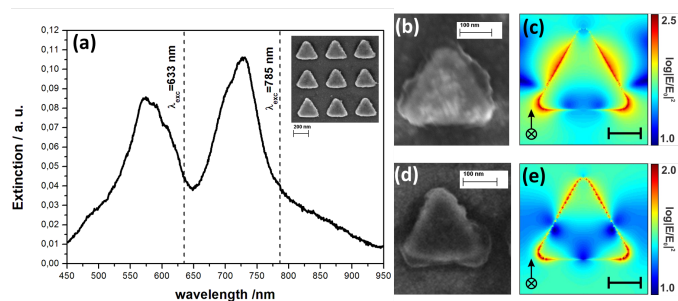 (a)
λexc=633 nm
λexc=785 nm
200 nm
0,12
0,11
0,10
0,09
0,08
0,07
0,06
0,05
0,04
0,03
0,02
0,01
0,00
Extinction / a. u.
450 500 550 600 650 700 750 800 850 900 950
wavelength /nm
(b)
100 nm
(c)
2.5
log|E/E₀|²
1.0
(d)
100 nm
(e)
2.0
log|E/E₀|²
1.0